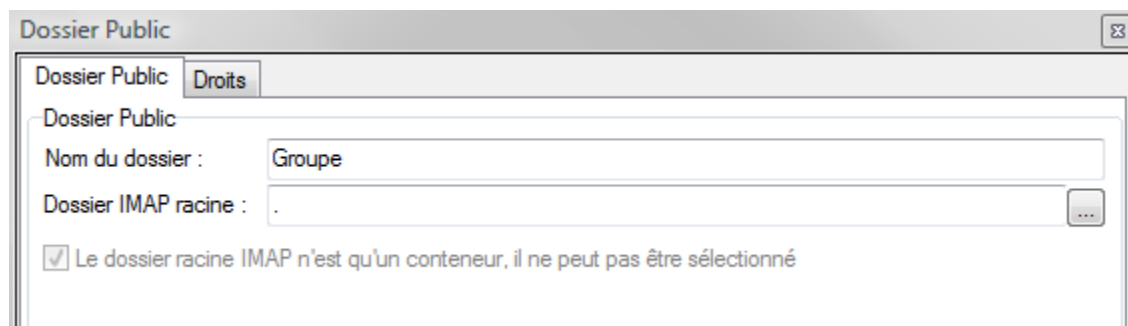 Dossier Public
Dossier Public Droits
Dossier Public
Nom du dossier : Groupe
Dossier IMAP racine : . ...
Le dossier racine IMAP n'est qu'un conteneur, il ne peut pas être sélectionné